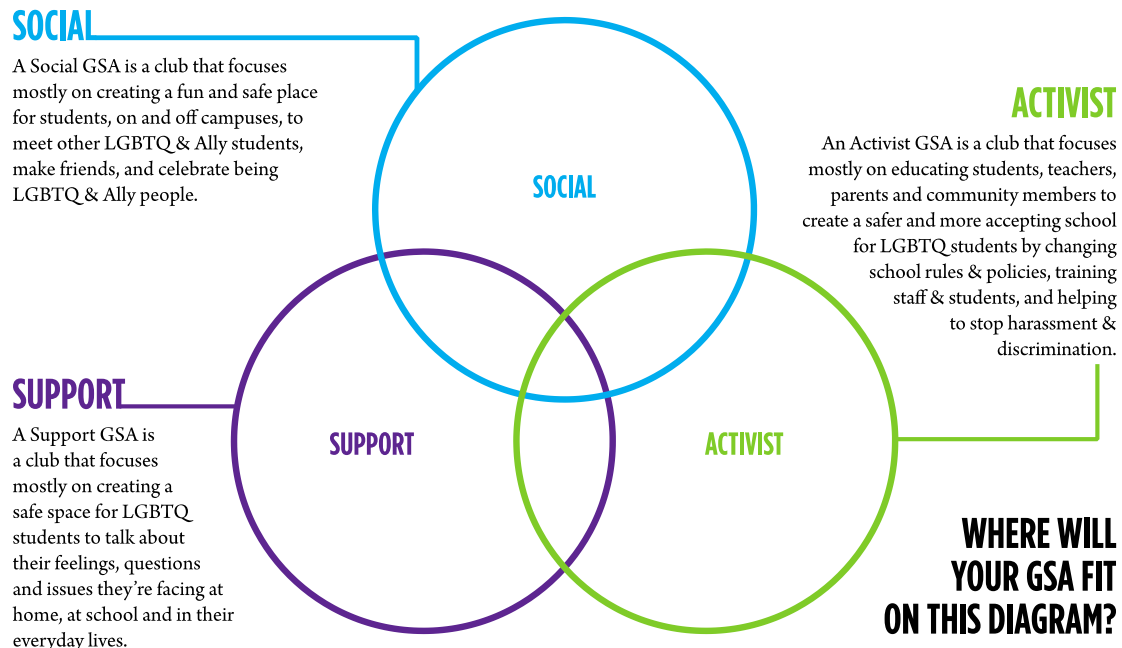 SOCIAL
A Social GSA is a club that focuses
mostly on creating a fun and safe place
for students, on and off campuses, to
meet other LGBTQ & Ally students,
make friends, and celebrate being
LGBTQ & Ally people.
SOCIAL
ACTIVIST
An Activist GSA is a club that focuses
mostly on educating students, teachers,
parents and community members to
create a safer and more accepting school
for LGBTQ students by changing
school rules & policies, training
staff & students, and helping
to stop harassment &
discrimination.
SUPPORT
A Support GSA is
a club that focuses
mostly on creating a
safe space for LGBTQ
students to talk about
their feelings, questions
and issues they’re facing at
home, at school and in their
everyday lives.
SUPPORT
ACTIVIST
WHERE WILL
YOUR GSA FIT
ON THIS DIAGRAM?